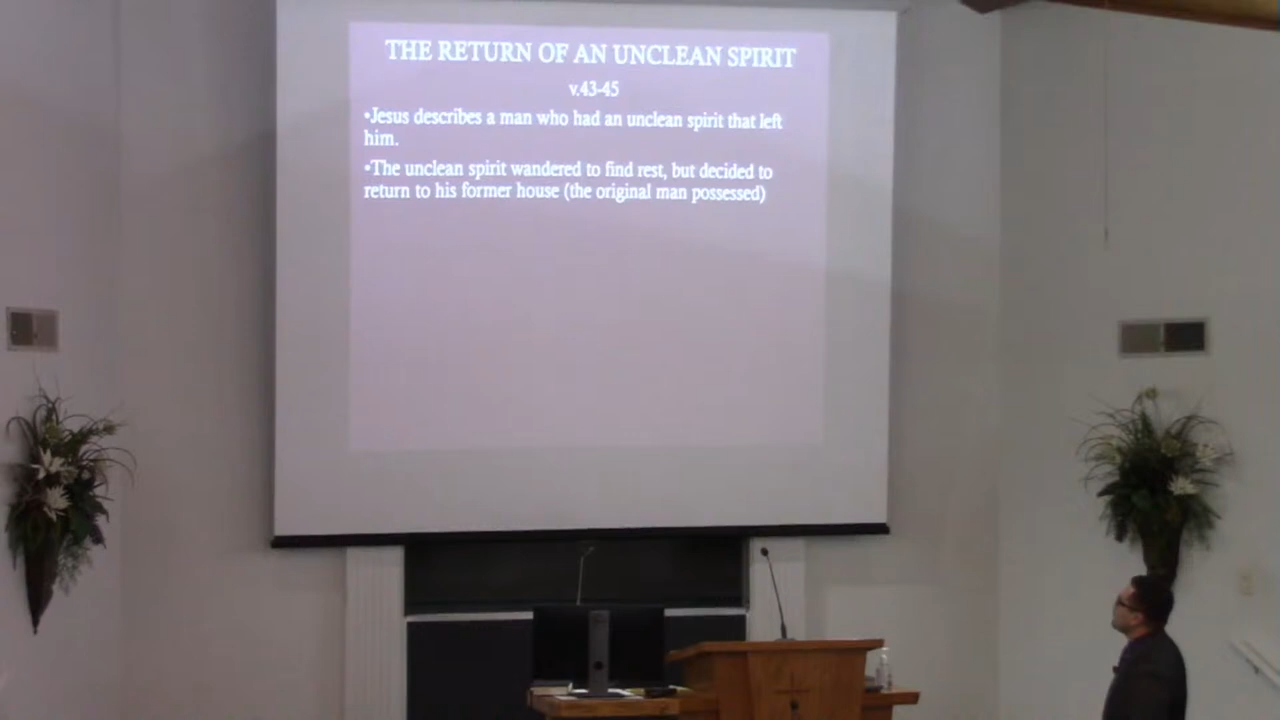 THE RETURN OF AN UNCLEAN SPIRIT
v.43-45
•Jesus describes a man who had an unclean spirit that left
him.
•The unclean spirit wandered to find rest, but decided to
return to his former house (the original man possessed)